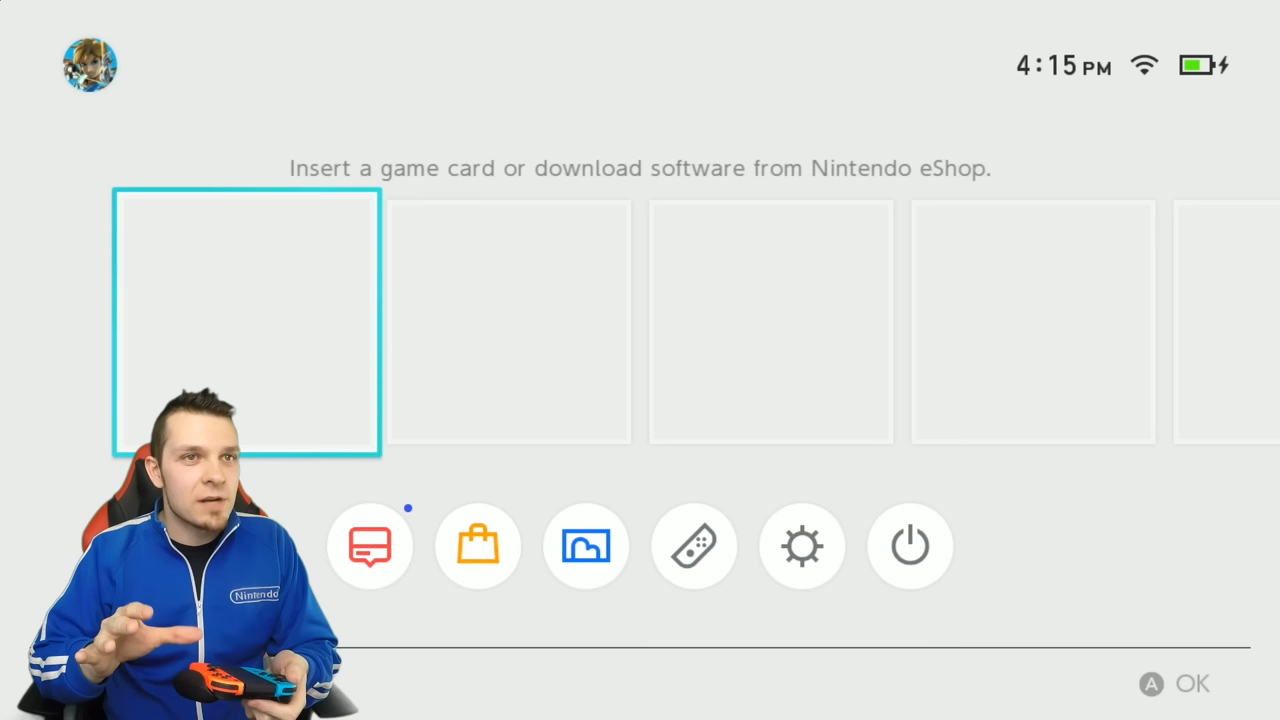 4:15 PM
Insert a game card or download software from Nintendo eShop.
Nintendo
A OK